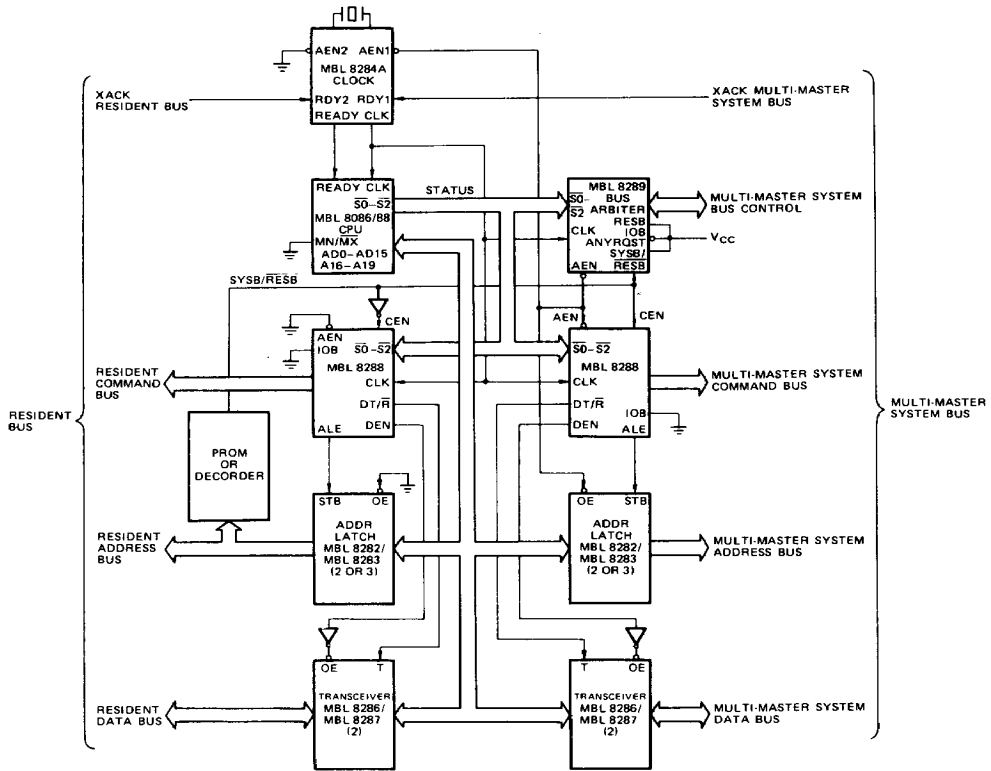 AEN2 AEN1
MBL 8284A
CLOCK
RDY2 RDY1
READY CLK
XACK
RESIDENT BUS
XACK MULTI-MASTER
SYSTEM BUS
READY CLK
S0-S2
MBL 8086/88
CPU
MN/MX
AD0-AD15
A16-A19
STATUS
MBL 8289
S0-
S2
BUS
ARBITER
RESB
CLK
IOB
ANYRQST
SYSB/
AEN
RESB
MULTI-MASTER SYSTEM
BUS CONTROL
VCC
SYSB/RESB
CEN
AEN
CEN
AEN
IOB
S0-S2
MBL 8288
CLK
DT/R
DEN
ALE
S0-S2
MBL 8288
CLK
DT/R
DEN
IOB
ALE
RESIDENT
COMMAND
BUS
MULTI-MASTER SYSTEM
COMMAND BUS
RESIDENT
BUS
MULTI-MASTER
SYSTEM BUS
PROM
OR
DECORDER
STB
OE
ADDR
LATCH
MBL 8282/
MBL 8283
(2 OR 3)
OE
STB
ADDR
LATCH
MBL 8282/
MBL 8283
(2 OR 3)
RESIDENT
ADDRESS
BUS
MULTI-MASTER SYSTEM
ADDRESS BUS
OE
T
TRANSCEIVER
MBL 8286/
MBL 8287
(2)
T
OE
TRANSCEIVER
MBL 8286/
MBL 8287
(2)
RESIDENT
DATA BUS
MULTI-MASTER SYSTEM
DATA BUS